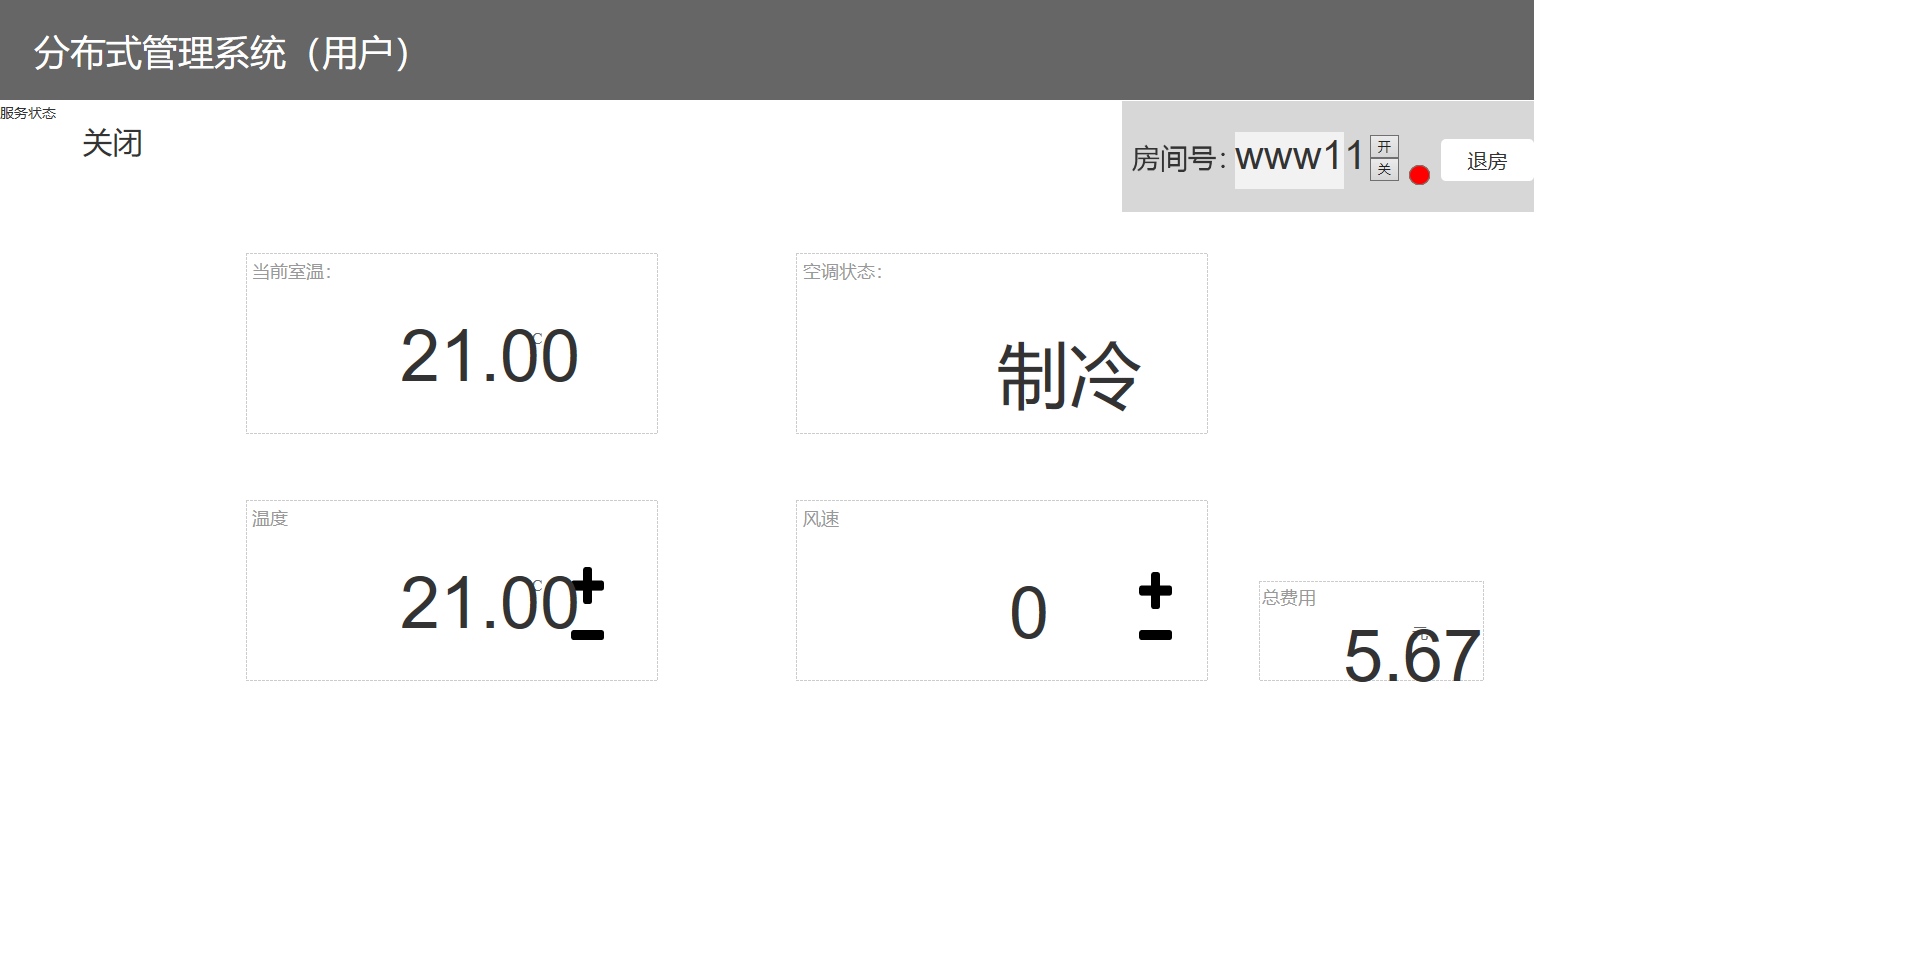 分布式管理系统（用户）
服务状态
关闭
房间号：www11
开
关
退房
当前室温：
21.00
℃
空调状态：
制冷
温度
21.00
℃
风速
0
总费用
5.67
元